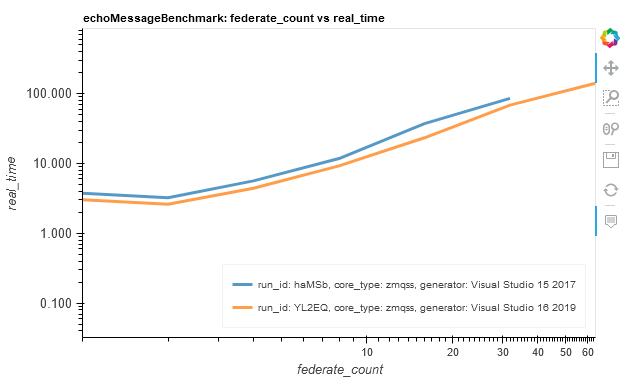 echoMessageBenchmark: federate_count vs real_time
real_time
100.000
10.000
1.000
0.100
run_id: haMSb, core_type: zmqss, generator: Visual Studio 15 2017
run_id: YL2EQ, core_type: zmqss, generator: Visual Studio 16 2019
10 20 30 40 50 60
federate_count